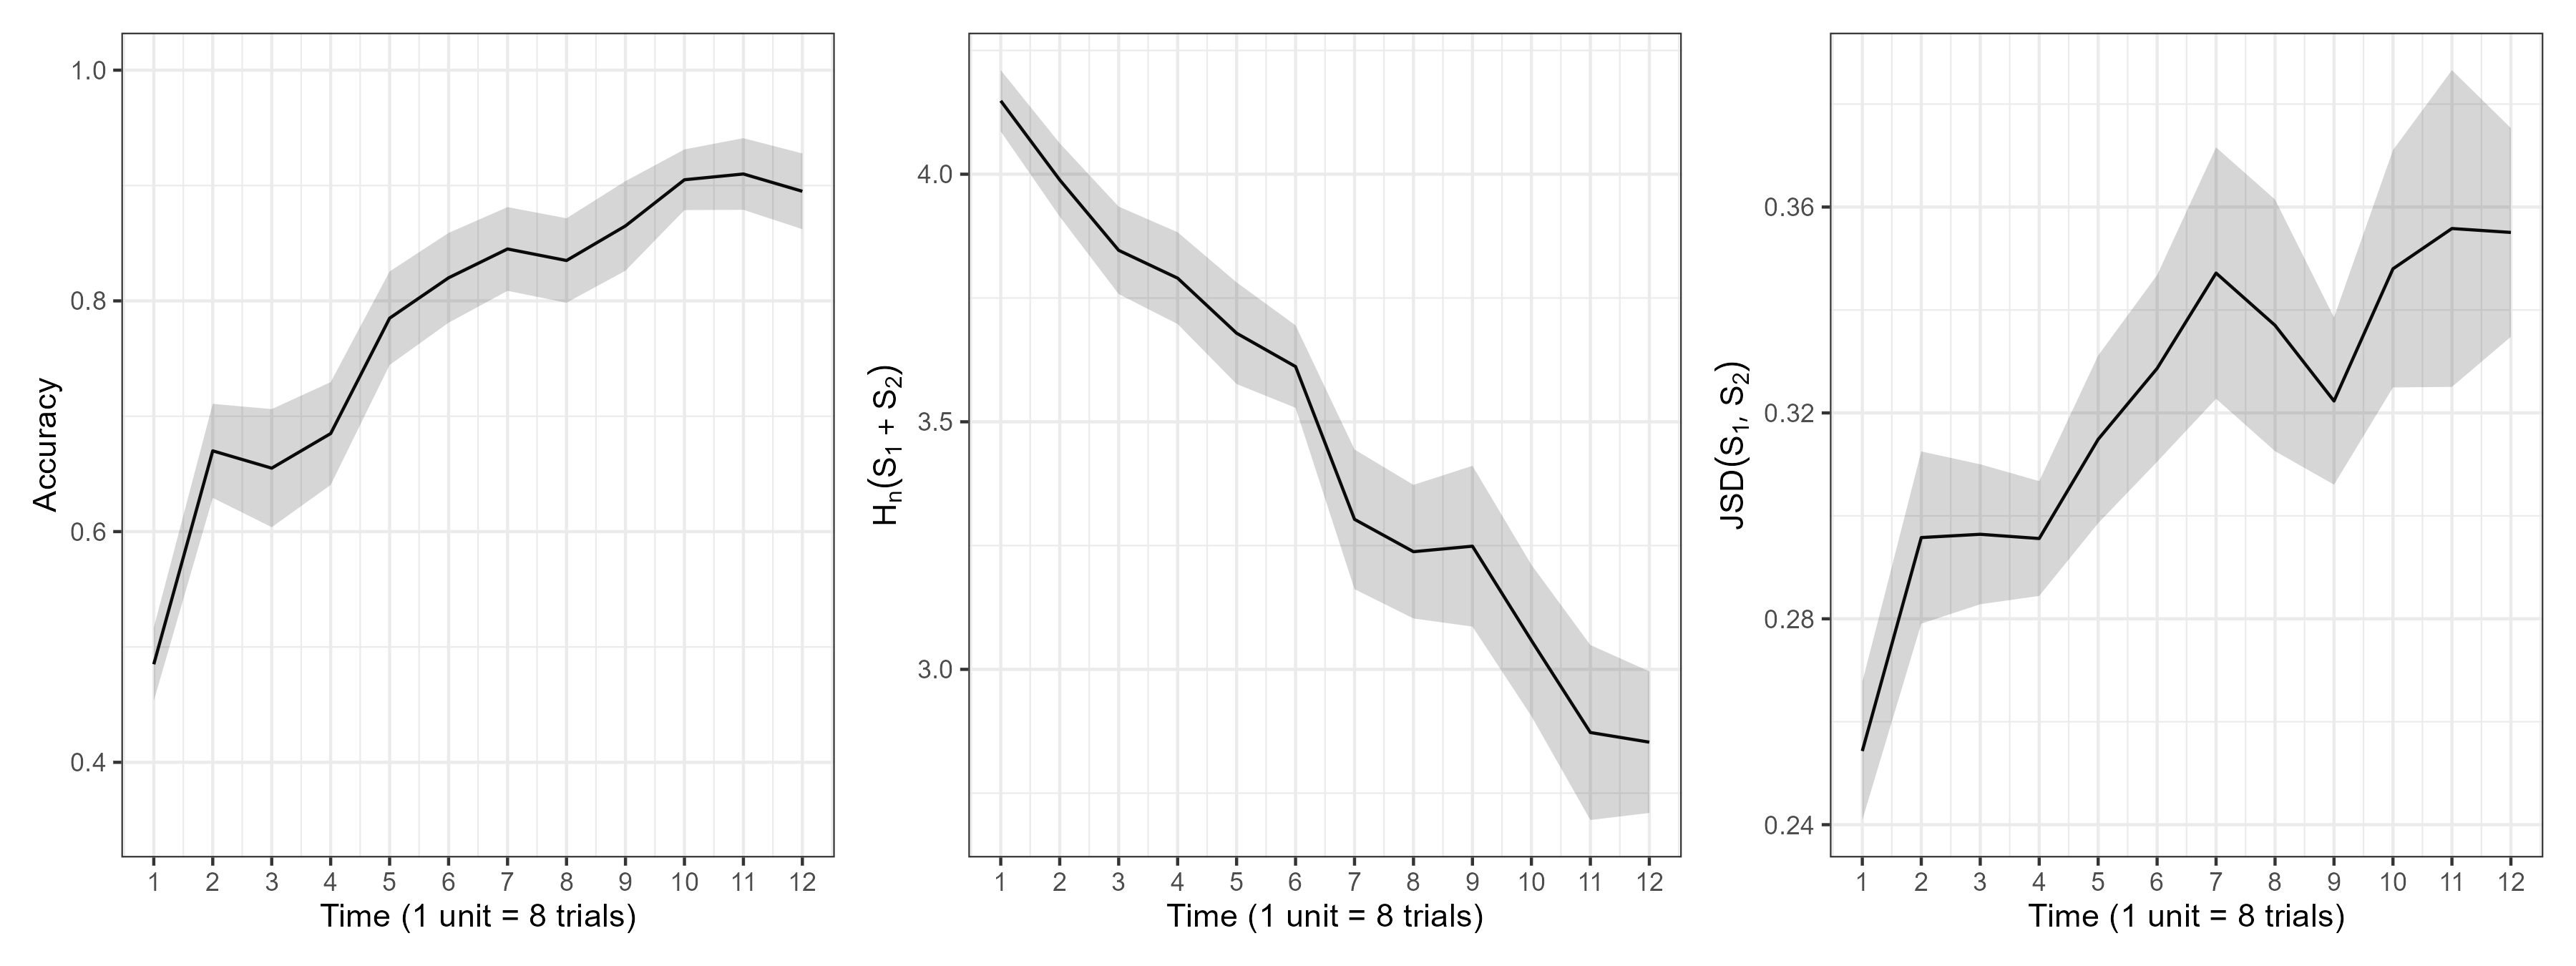 Accuracy
1.0
0.8
0.6
0.4
1 2 3 4 5 6 7 8 9 10 11 12
Time (1 unit = 8 trials)
Hₙ(S₁ + S₂)
4.0
3.5
3.0
1 2 3 4 5 6 7 8 9 10 11 12
Time (1 unit = 8 trials)
JSD(S₁, S₂)
0.36
0.32
0.28
0.24
1 2 3 4 5 6 7 8 9 10 11 12
Time (1 unit = 8 trials)